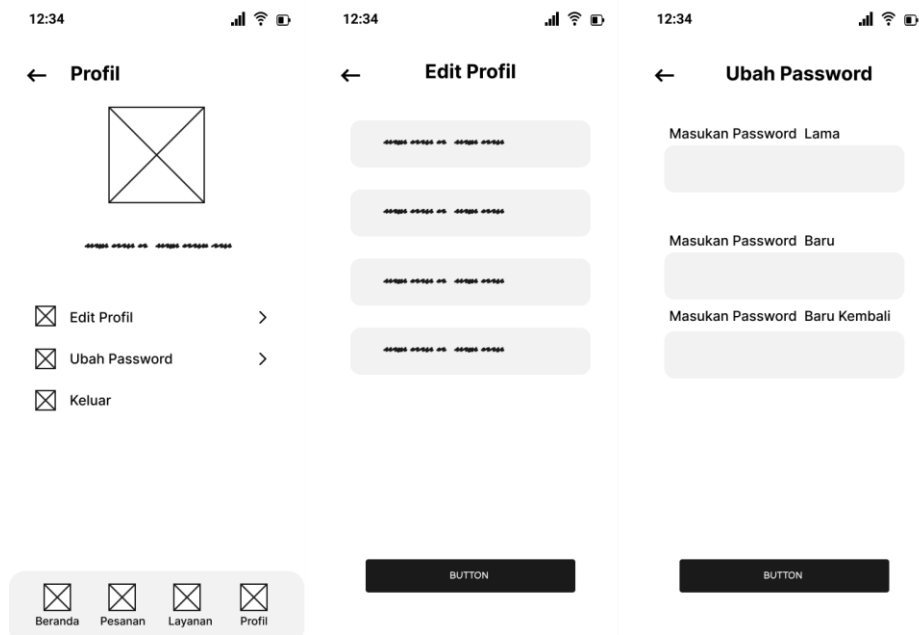 12:34
Profil
Edit Profil
Ubah Password
Keluar
Beranda Pesanan Layanan Profil
12:34
Edit Profil
BUTTON
12:34
Ubah Password
Masukan Password Lama
Masukan Password Baru
Masukan Password Baru Kembali
BUTTON